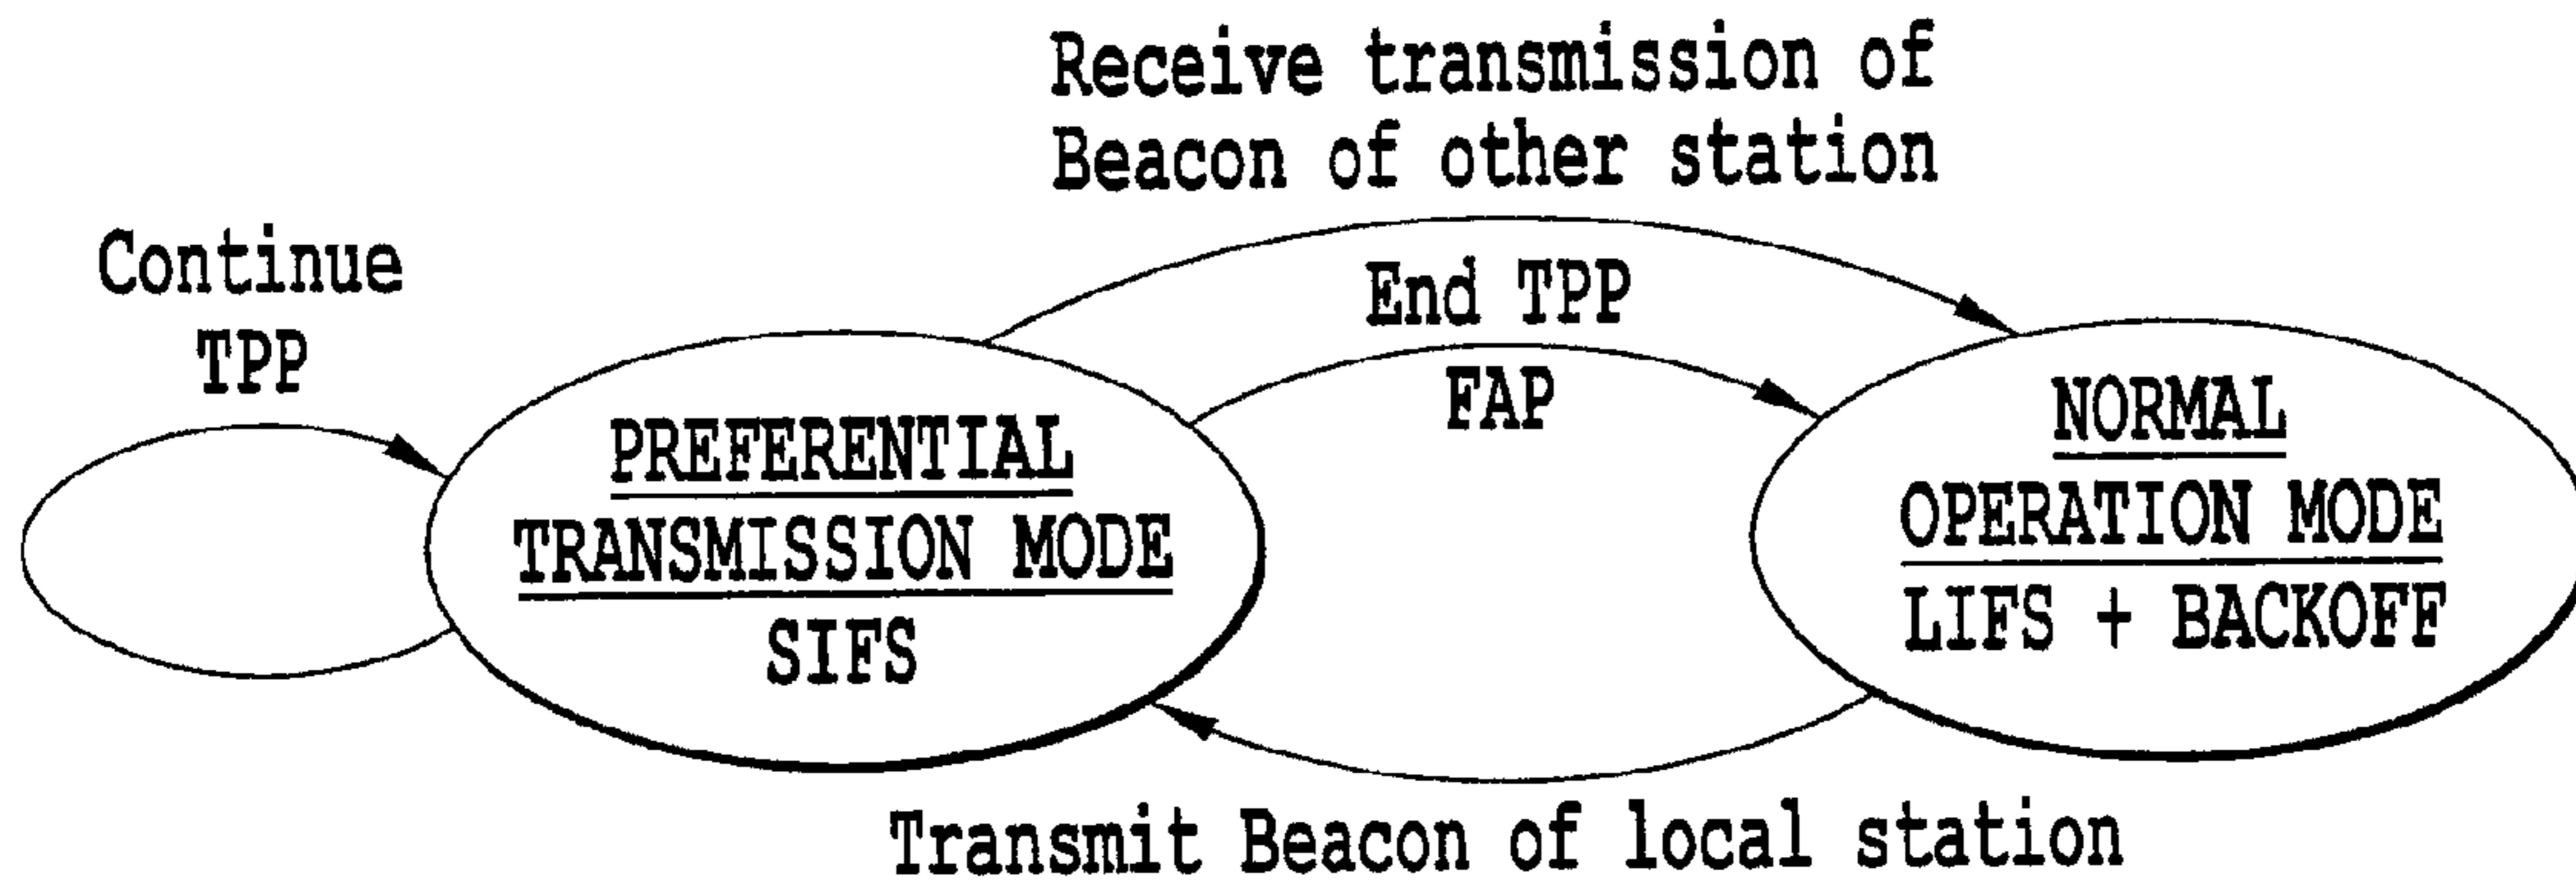 Receive transmission of
Beacon of other station
Continue
TPP
End TPP
FAP
PREFERENTIAL
TRANSMISSION MODE
SIFS
NORMAL
OPERATION MODE
LIFS + BACKOFF
Transmit Beacon of local station